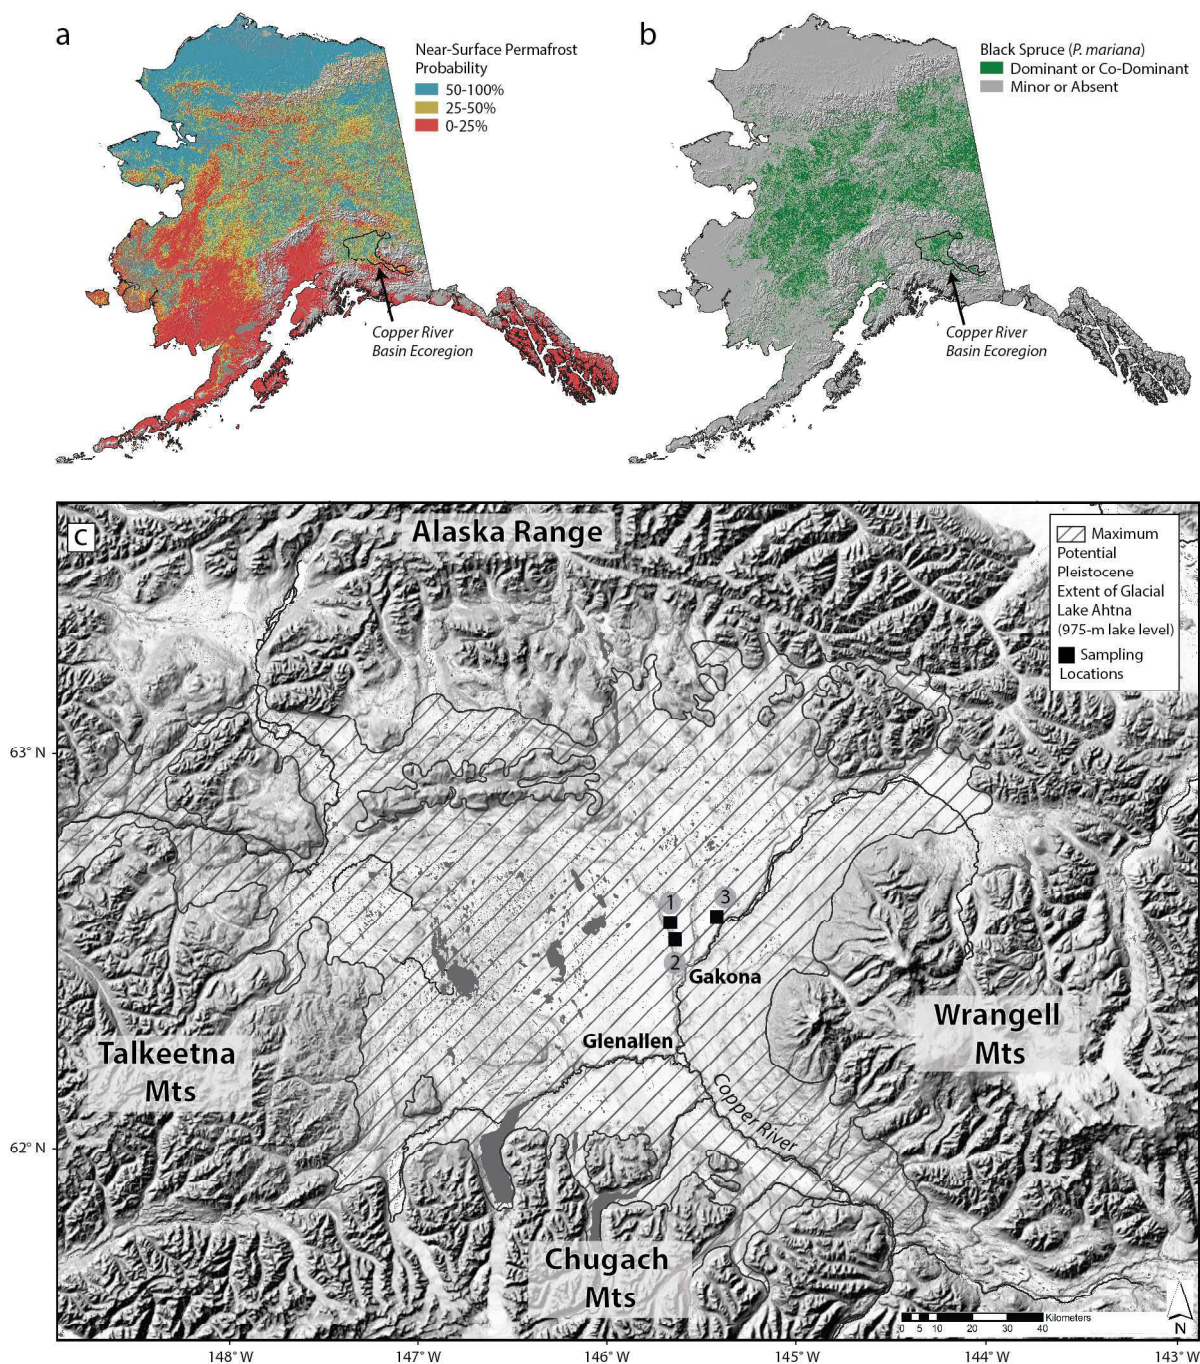 a
Near-Surface Permafrost
Probability
50-100%
25-50%
0-25%
Copper River
Basin Ecoregion
b
Black Spruce (P. mariana)
Dominant or Co-Dominant
Minor or Absent
Copper River
Basin Ecoregion
c
Alaska Range
Maximum
Potential
Pleistocene
Extent of Glacial
Lake Ahtna
(975-m lake level)
Sampling
Locations
63° N
1
3
2
Gakona
Glenallen
Wrangell
Mts
Talkeetna
Mts
Copper River
62° N
Chugach
Mts
Kilometers
0 5 10 20 30 40
N
148° W
147° W
146° W
145° W
144° W
143° W